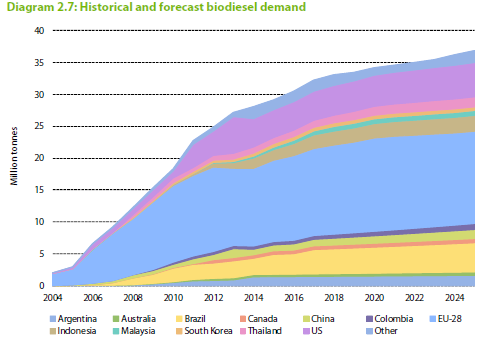 Diagram 2.7: Historical and forecast biodiesel demand
40
35
30
25
20
15
10
5
0
Million tonnes
2004 2006 2008 2010 2012 2014 2016 2018 2020 2022 2024
Argentina Australia Brazil Canada China Colombia EU-28
Indonesia Malaysia South Korea Thailand US Other